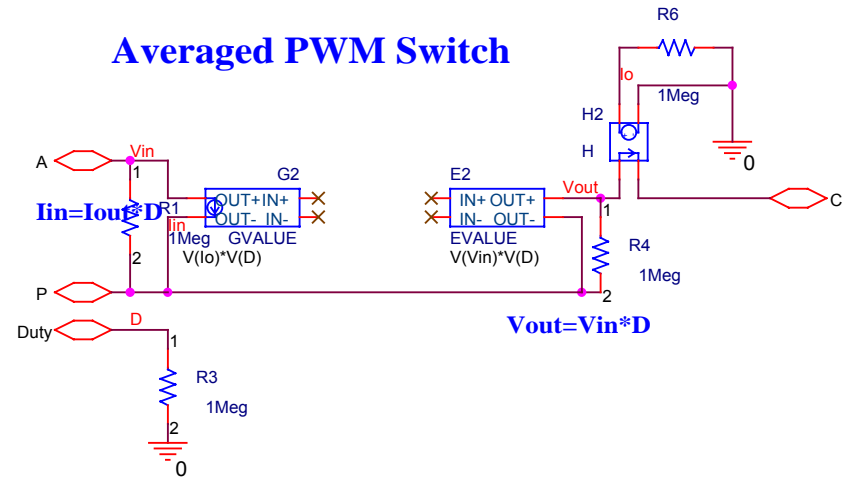 Averaged PWM Switch
R6
1Meg
Io
H2
H
0
A
Vin
1
R1
1Meg
2
Iin=Iout*D
Iin
G2
OUT+ IN+
OUT- IN-
GVALUE
V(Io)*V(D)
E2
IN+ OUT+
IN- OUT-
EVALUE
V(Vin)*V(D)
Vout
1
R4
1Meg
2
C
P
Vout=Vin*D
Duty
D
1
R3
1Meg
2
0